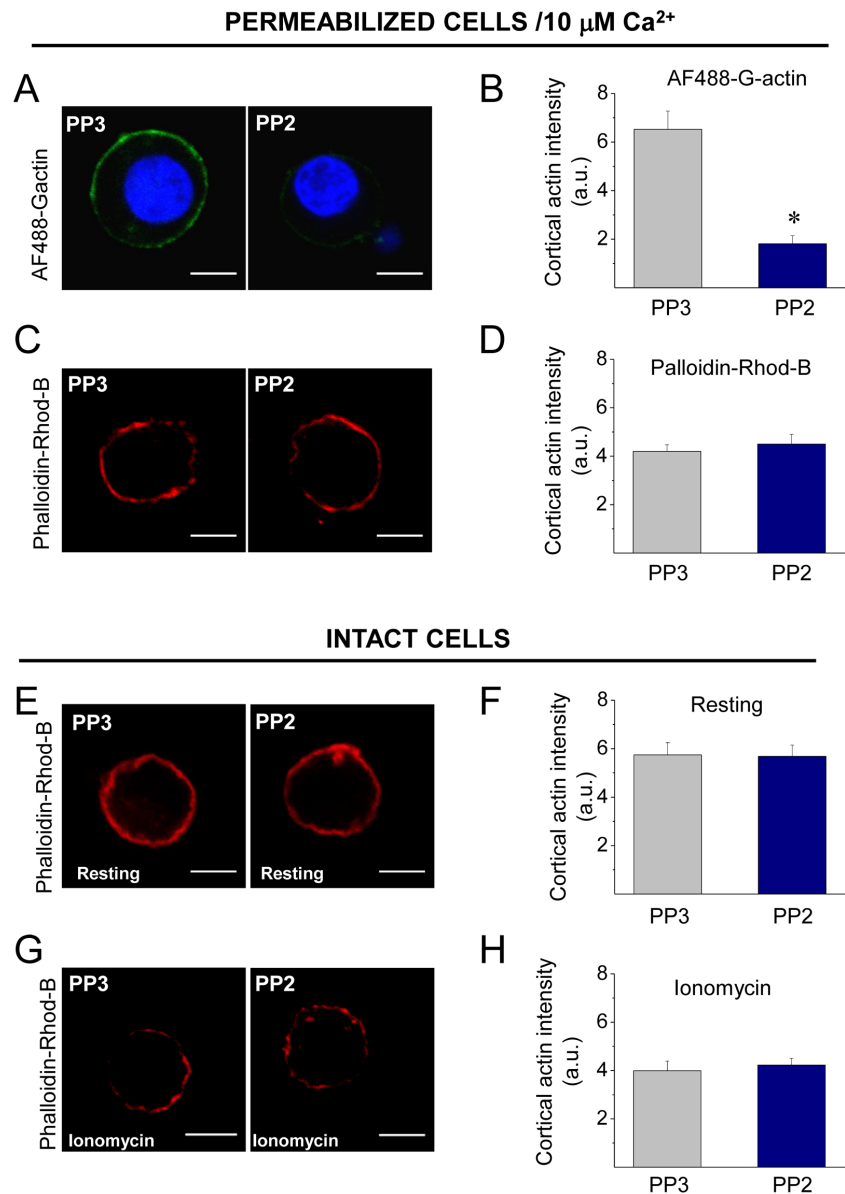 PERMEABILIZED CELLS /10 µM Ca²⁺
A
PP3
PP2
AF488-Gactin
B
AF488-G-actin
Cortical actin intensity
(a.u.)
8
6
4
2
*
PP3
PP2
C
PP3
PP2
Phalloidin-Rhod-B
D
Palloidin-Rhod-B
Cortical actin intensity
(a.u.)
8
6
4
2
PP3
PP2
INTACT CELLS
E
PP3
PP2
Phalloidin-Rhod-B
Resting
Resting
F
Resting
Cortical actin intensity
(a.u.)
8
6
4
2
PP3
PP2
G
PP3
PP2
Phalloidin-Rhod-B
Ionomycin
Ionomycin
H
Ionomycin
Cortical actin intensity
(a.u.)
8
6
4
2
PP3
PP2